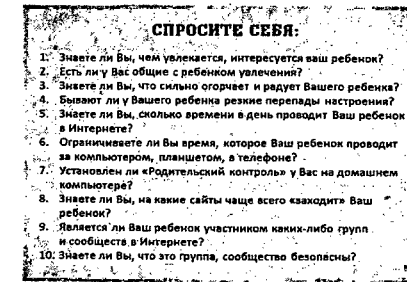 СПРОСИТЕ СЕБЯ:
1. Знаете ли Вы, чем увлекается, интересуется ваш ребенок?
2. Есть ли у Вас общие с ребенком увлечения?
3. Знаете ли Вы, что сильно огорчает и радует Вашего ребенка?
4. Бывают ли у Вашего ребенка резкие перепады настроения?
5. Знаете ли Вы, сколько времени в день проводит Ваш ребенок
в Интернете?
6. Ограничиваете ли Вы время, которое Ваш ребенок проводит
за компьютером, планшетом, в телефоне?
7. Установлен ли «Родительский контроль» у Вас на домашнем
компьютере?
8. Знаете ли Вы, на какие сайты чаще всего «заходит» Ваш
ребенок?
9. Является ли Ваш ребенок участником каких-либо групп
и сообществ в Интернете?
10. Знаете ли Вы, что это группа, сообщество безопасны?